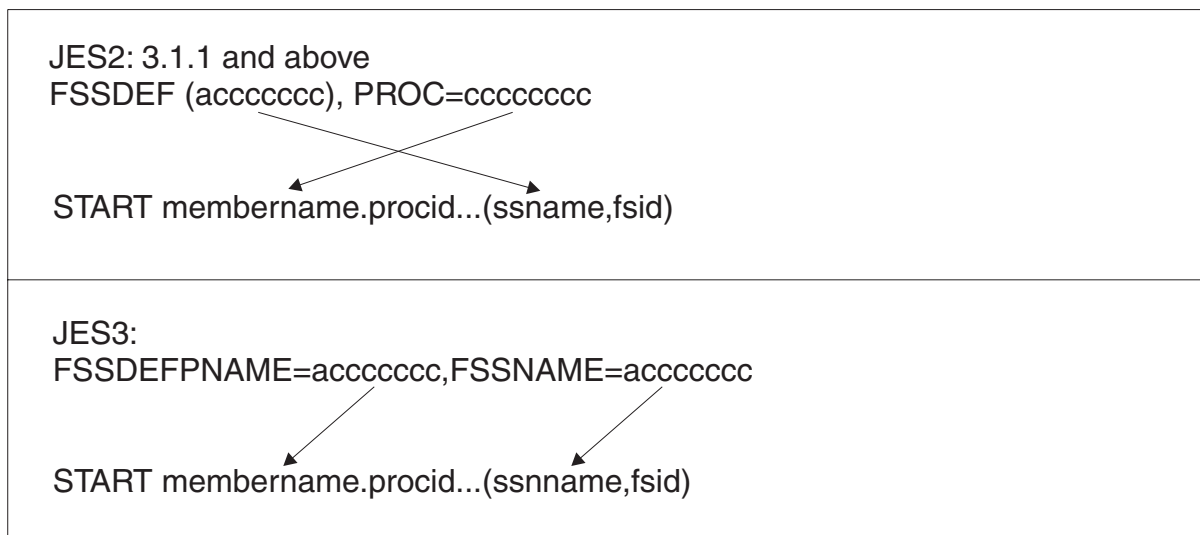 JES2: 3.1.1 and above
FSSDEF (accccccc), PROC=cccccccc
START membername.procid...(ssname,fsid)
JES3:
FSSDEFPNAME=accccccc,FSSNAME=accccccc
START membername.procid...(ssnname,fsid)